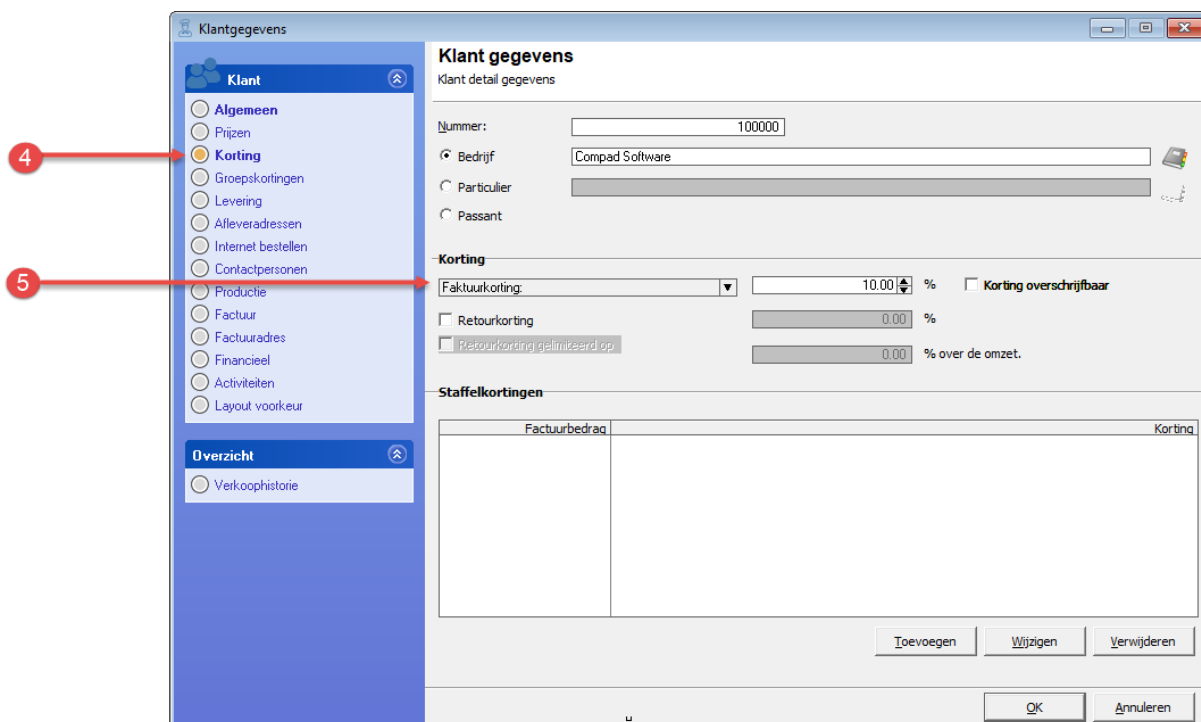 Klantgegevens
Klant
Algemeen
Prijzen
Korting
Groepskortingen
Levering
Afleveradressen
Internet bestellen
Contactpersonen
Productie
Factuur
Factuuradres
Financieel
Activiteiten
Layout voorkeur
Overzicht
Verkoophistorie
4
5
Klant gegevens
Klant detail gegevens
Nummer: 100000
Bedrijf Compad Software
Particulier
Passant
Korting
Faktuurkorting: 10.00 % Korting overschrijfbaar
Retourkorting 0.00 %
Retourkorting gelimiteerd op 0.00 % over de omzet.
Staffelkortingen
Factuurbedrag Korting
Toevoegen Wijzigen Verwijderen
OK Annuleren